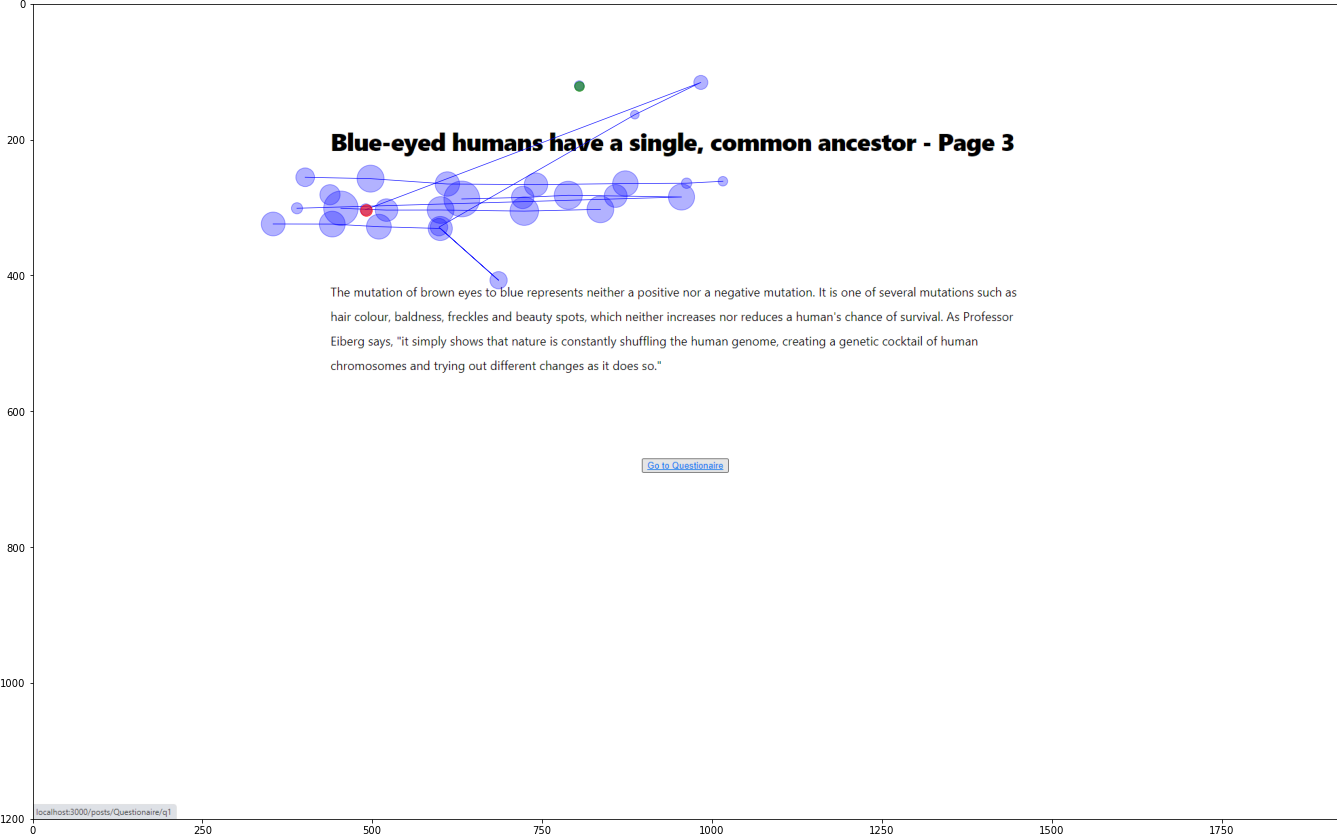 0
200
400
600
800
1000
1200
Blue-eyed humans have a single, common ancestor - Page 3
The mutation of brown eyes to blue represents neither a positive nor a negative mutation. It is one of several mutations such as
hair colour, baldness, freckles and beauty spots, which neither increases nor reduces a human's chance of survival. As Professor
Eiberg says, "it simply shows that nature is constantly shuffling the human genome, creating a genetic cocktail of human
chromosomes and trying out different changes as it does so."
Go to Questionaire
localhost:3000/posts/Questionaire/q1
0 250 500 750 1000 1250 1500 1750